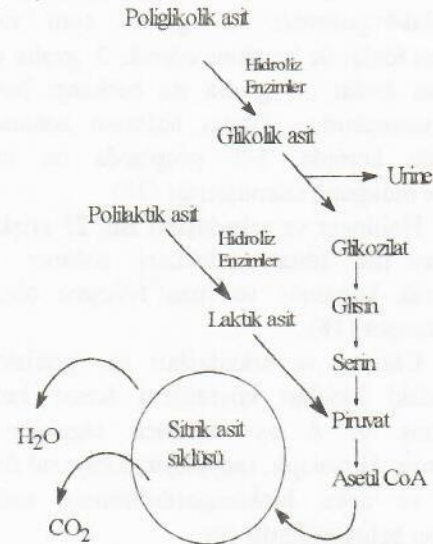 Poliglikolik asit
Hidroliz
Enzimler
Glikolik asit
Urine
Polilaktik asit
Hidroliz
Enzimler
Glikozilat
Glisin
Laktik asit
Serin
Piruvat
H₂O
Sitrik asit
siklüsü
Asetil CoA
CO₂